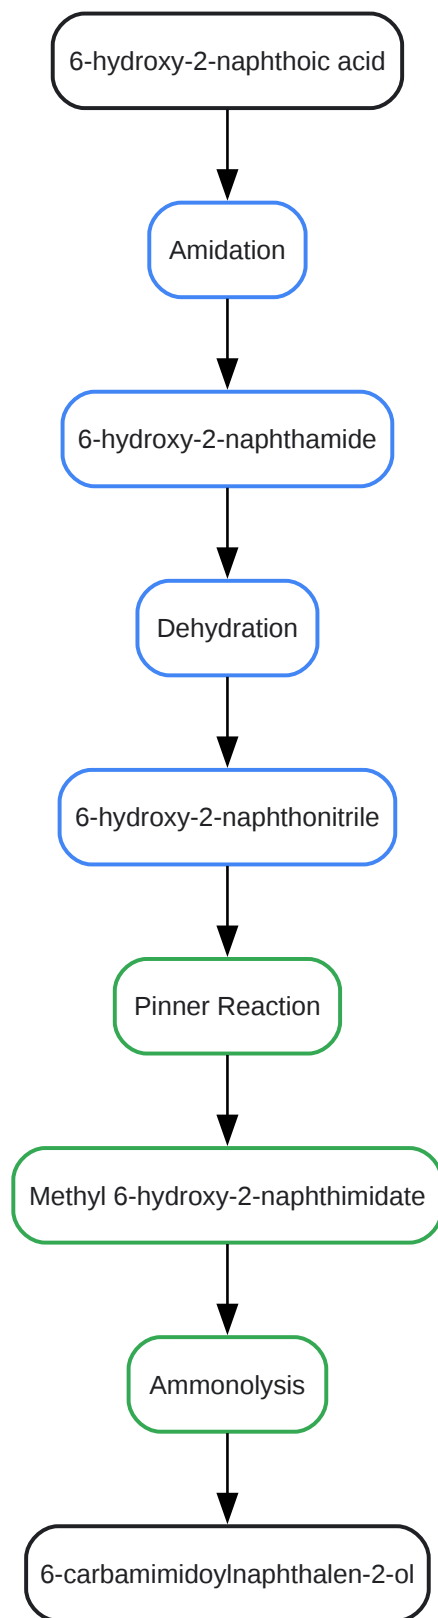 6-hydroxy-2-naphthoic acid
Amidation
6-hydroxy-2-naphthamide
Dehydration
6-hydroxy-2-naphthonitrile
Pinner Reaction
Methyl 6-hydroxy-2-naphthimidate
Ammonolysis
6-carbamimidoylnaphthalen-2-ol